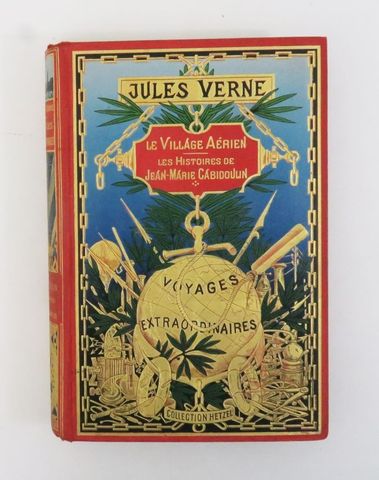 JULES VERNE
LE VILLAGE AÉRIEN
LES HISTOIRES DE
JEAN-MARIE CABIDOULIN
VOYAGES
EXTRAORDINAIRES
COLLECTION HETZEL